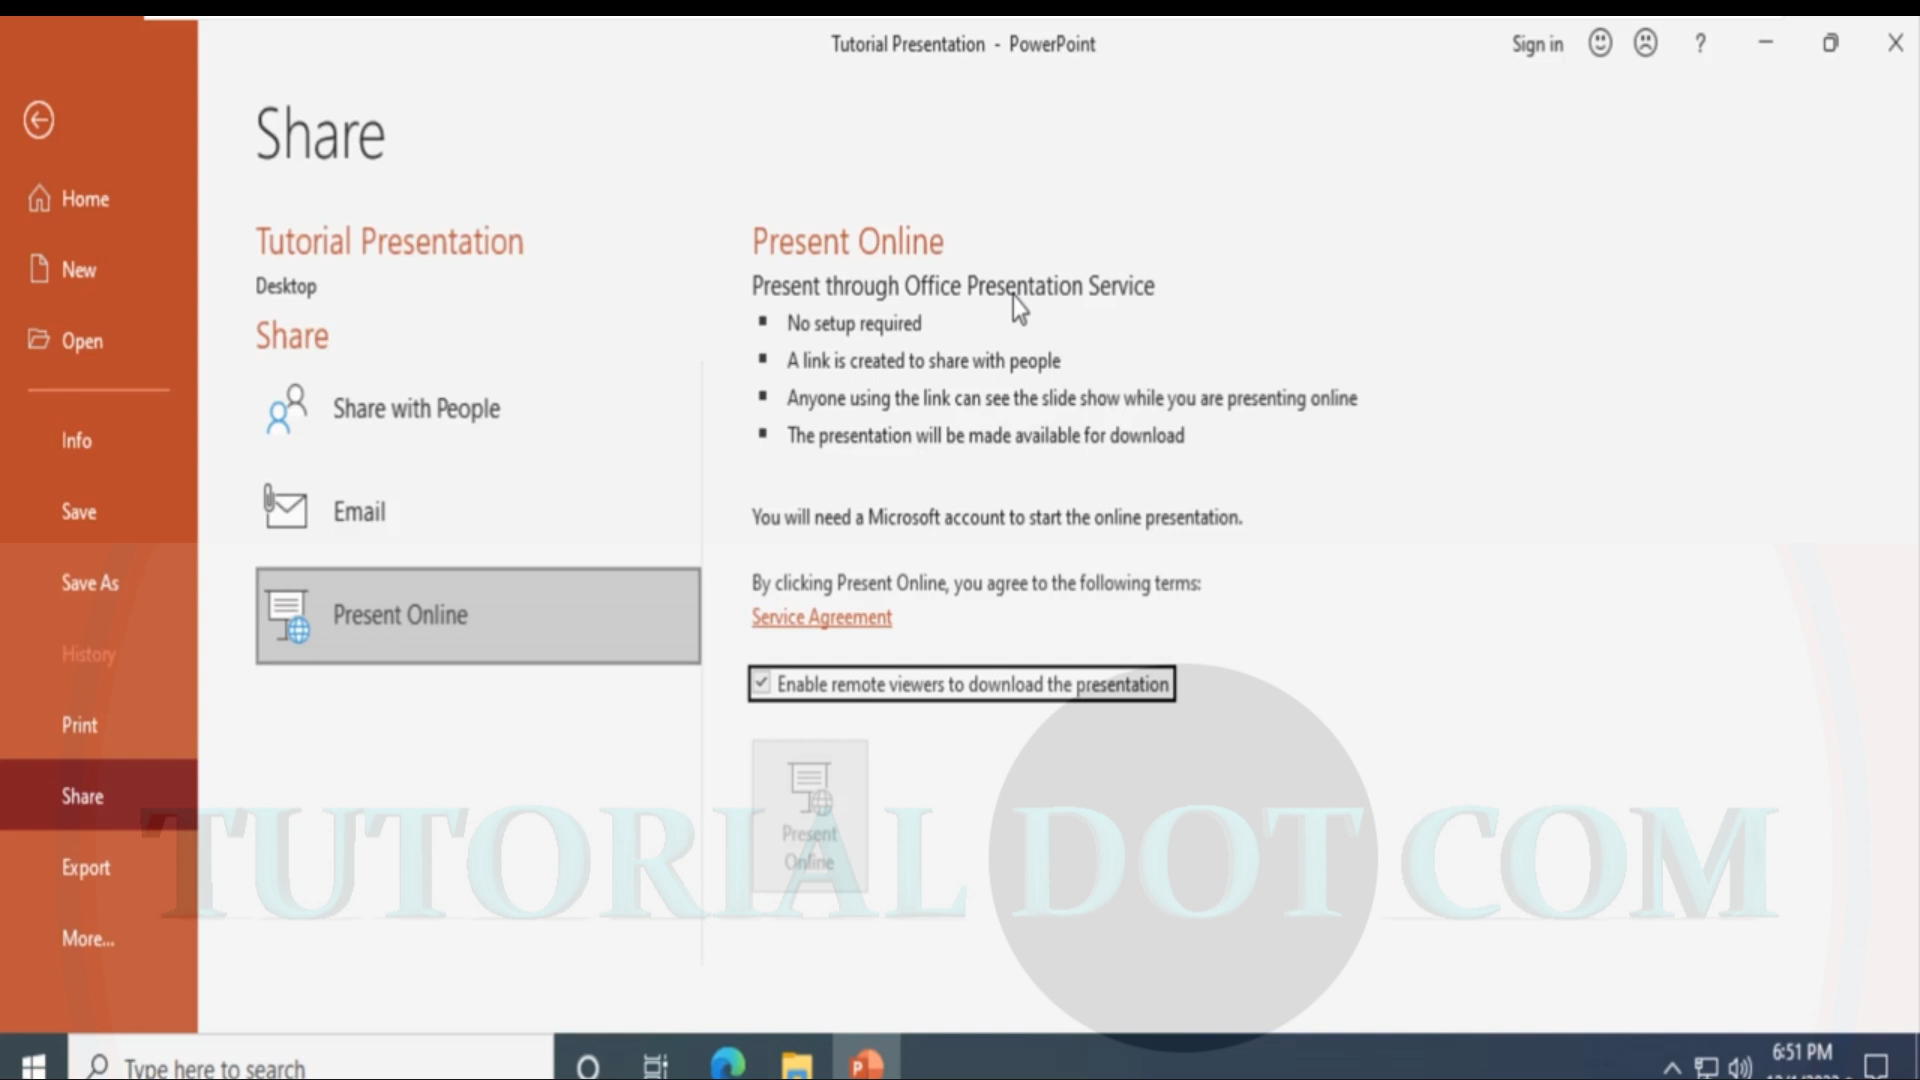 Tutorial Presentation - PowerPoint
Sign in
?
Share
Home
New
Open
Info
Save
Save As
History
Print
Share
Export
More...
Tutorial Presentation
Desktop
Share
Share with People
Email
Present Online
Present Online
Present through Office Presentation Service
No setup required
A link is created to share with people
Anyone using the link can see the slide show while you are presenting online
The presentation will be made available for download
You will need a Microsoft account to start the online presentation.
By clicking Present Online, you agree to the following terms:
Service Agreement
Enable remote viewers to download the presentation
Present
Online
TUTORIAL DOT COM
Type here to search
P
6:51 PM